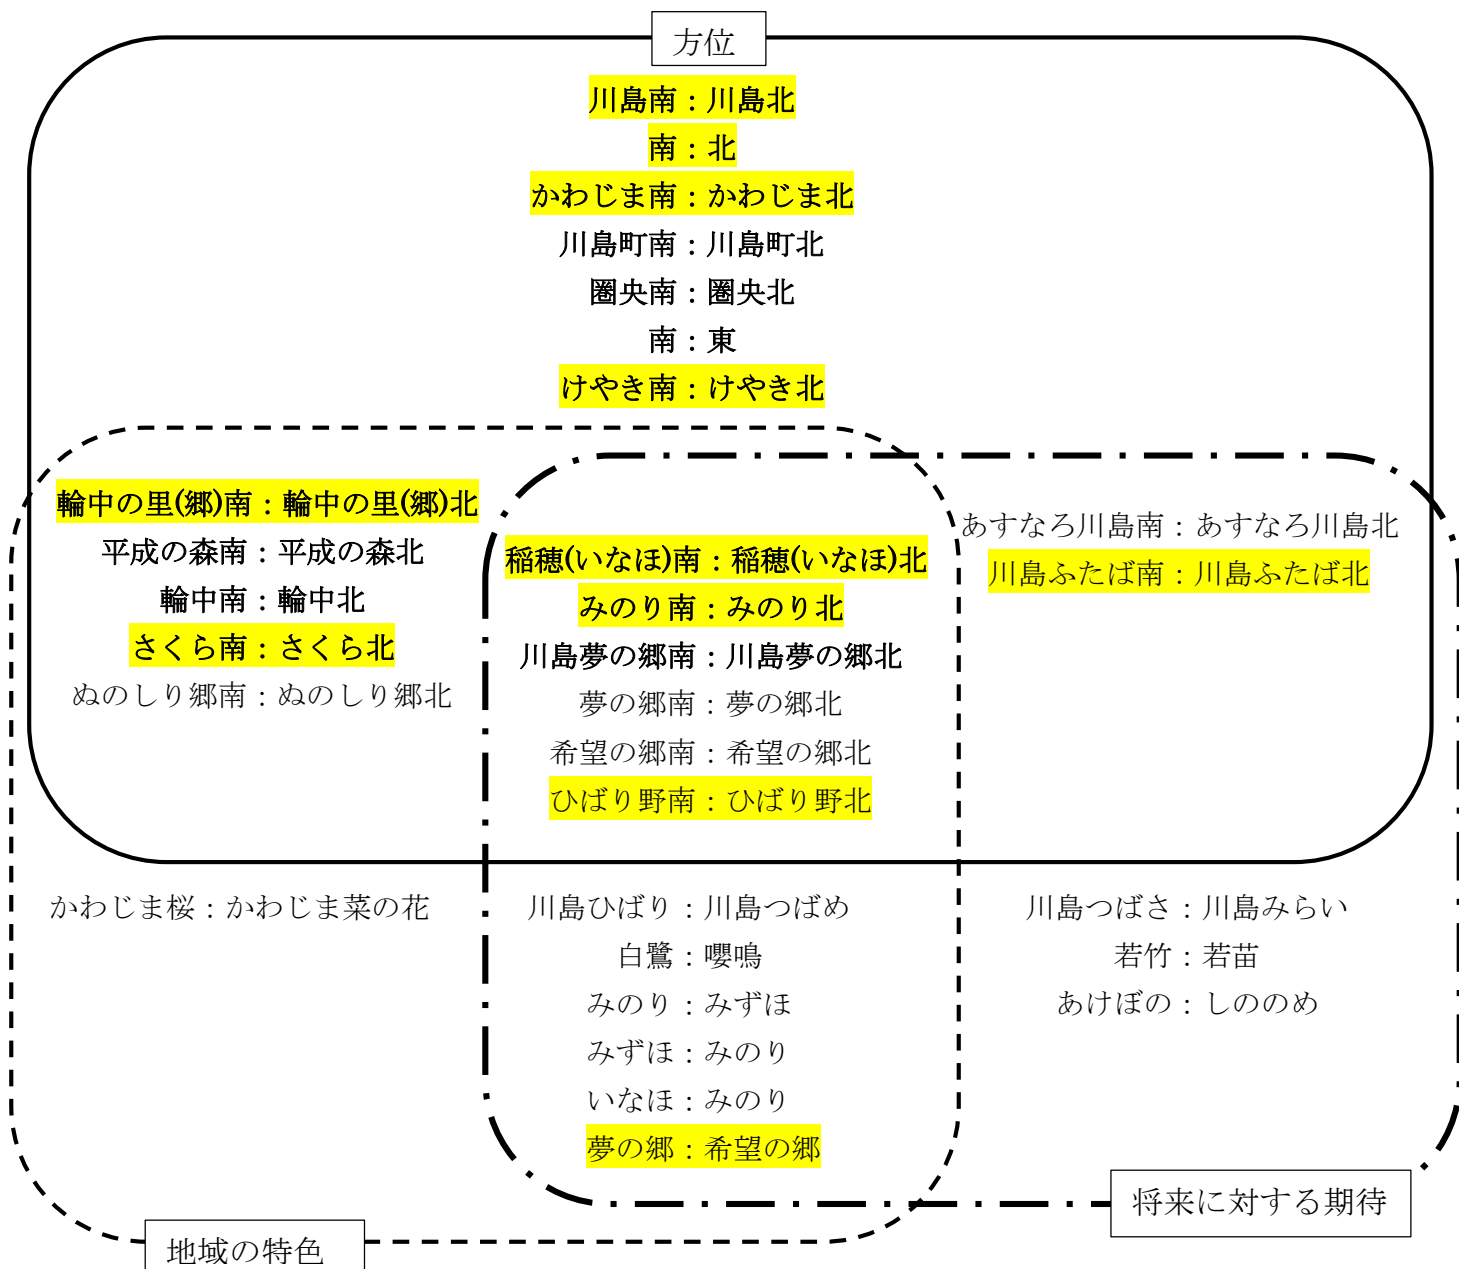 方位
川島南：川島北
南：北
かわじま南：かわじま北
川島町南：川島町北
圏央南：圏央北
南：東
けやき南：けやき北
輪中の里(郷)南：輪中の里(郷)北
平成の森南：平成の森北
輪中南：輪中北
さくら南：さくら北
ぬのしり郷南：ぬのしり郷北
稲穂(いなほ)南：稲穂(いなほ)北
みのり南：みのり北
川島夢の郷南：川島夢の郷北
夢の郷南：夢の郷北
希望の郷南：希望の郷北
ひばり野南：ひばり野北
あすなろ川島南：あすなろ川島北
川島ふたば南：川島ふたば北
かわじま桜：かわじま菜の花
川島ひばり：川島つばめ
白鷺：嚶鳴
みのり：みずほ
みずほ：みのり
いなほ：みのり
夢の郷：希望の郷
川島つばさ：川島みらい
若竹：若苗
あけぼの：しののめ
将来に対する期待
地域の特色